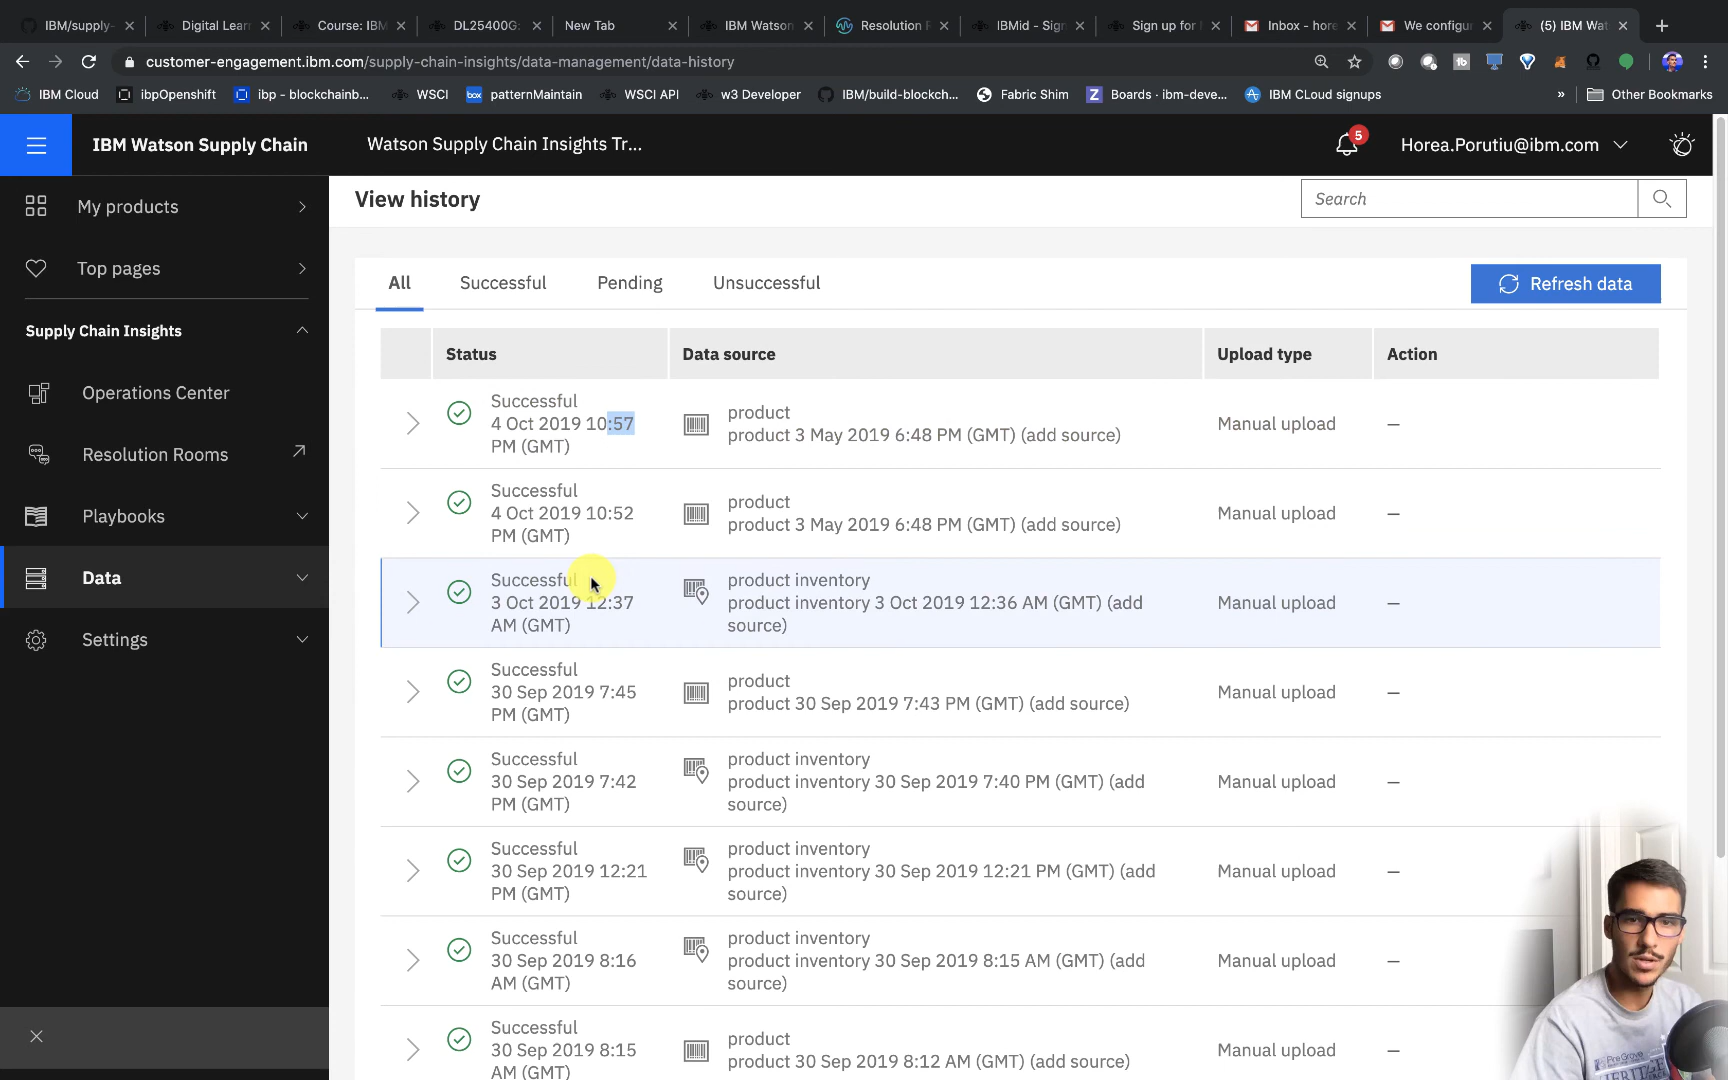 IBM/supply-
Digital Lear
Course: IBM
DL25400G:
New Tab
IBM Watson
Resolution F
IBMid - Sig
Sign up for
Inbox - hore
We configu
(5) IBM Wat
customer-engagement.ibm.com/supply-chain-insights/data-management/data-history
IBM Cloud
ibpOpenshift
ibp - blockchainb...
WSCI
patternMaintain
WSCI API
w3 Developer
IBM/build-blockch...
Fabric Shim
Boards · ibm-deve...
IBM CLoud signups
»
Other Bookmarks
IBM Watson Supply Chain
Watson Supply Chain Insights Tr...
5
Horea.Porutiu@ibm.com
My products
Top pages
Supply Chain Insights
Operations Center
Resolution Rooms
Playbooks
Data
Settings
View history
Search
All
Successful
Pending
Unsuccessful
Refresh data
Status
Data source
Upload type
Action
Successful
4 Oct 2019 10:57
PM (GMT)
product
product 3 May 2019 6:48 PM (GMT) (add source)
Manual upload
–
Successful
4 Oct 2019 10:52
PM (GMT)
product
product 3 May 2019 6:48 PM (GMT) (add source)
Manual upload
–
Successful
3 Oct 2019 12:37
AM (GMT)
product inventory
product inventory 3 Oct 2019 12:36 AM (GMT) (add
source)
Manual upload
–
Successful
30 Sep 2019 7:45
PM (GMT)
product
product 30 Sep 2019 7:43 PM (GMT) (add source)
Manual upload
–
Successful
30 Sep 2019 7:42
PM (GMT)
product inventory
product inventory 30 Sep 2019 7:40 PM (GMT) (add
source)
Manual upload
–
Successful
30 Sep 2019 12:21
PM (GMT)
product inventory
product inventory 30 Sep 2019 12:21 PM (GMT) (add
source)
Manual upload
–
Successful
30 Sep 2019 8:16
AM (GMT)
product inventory
product inventory 30 Sep 2019 8:15 AM (GMT) (add
source)
Manual upload
–
Successful
30 Sep 2019 8:15
AM (GMT)
product
product 30 Sep 2019 8:12 AM (GMT) (add source)
Manual upload
–